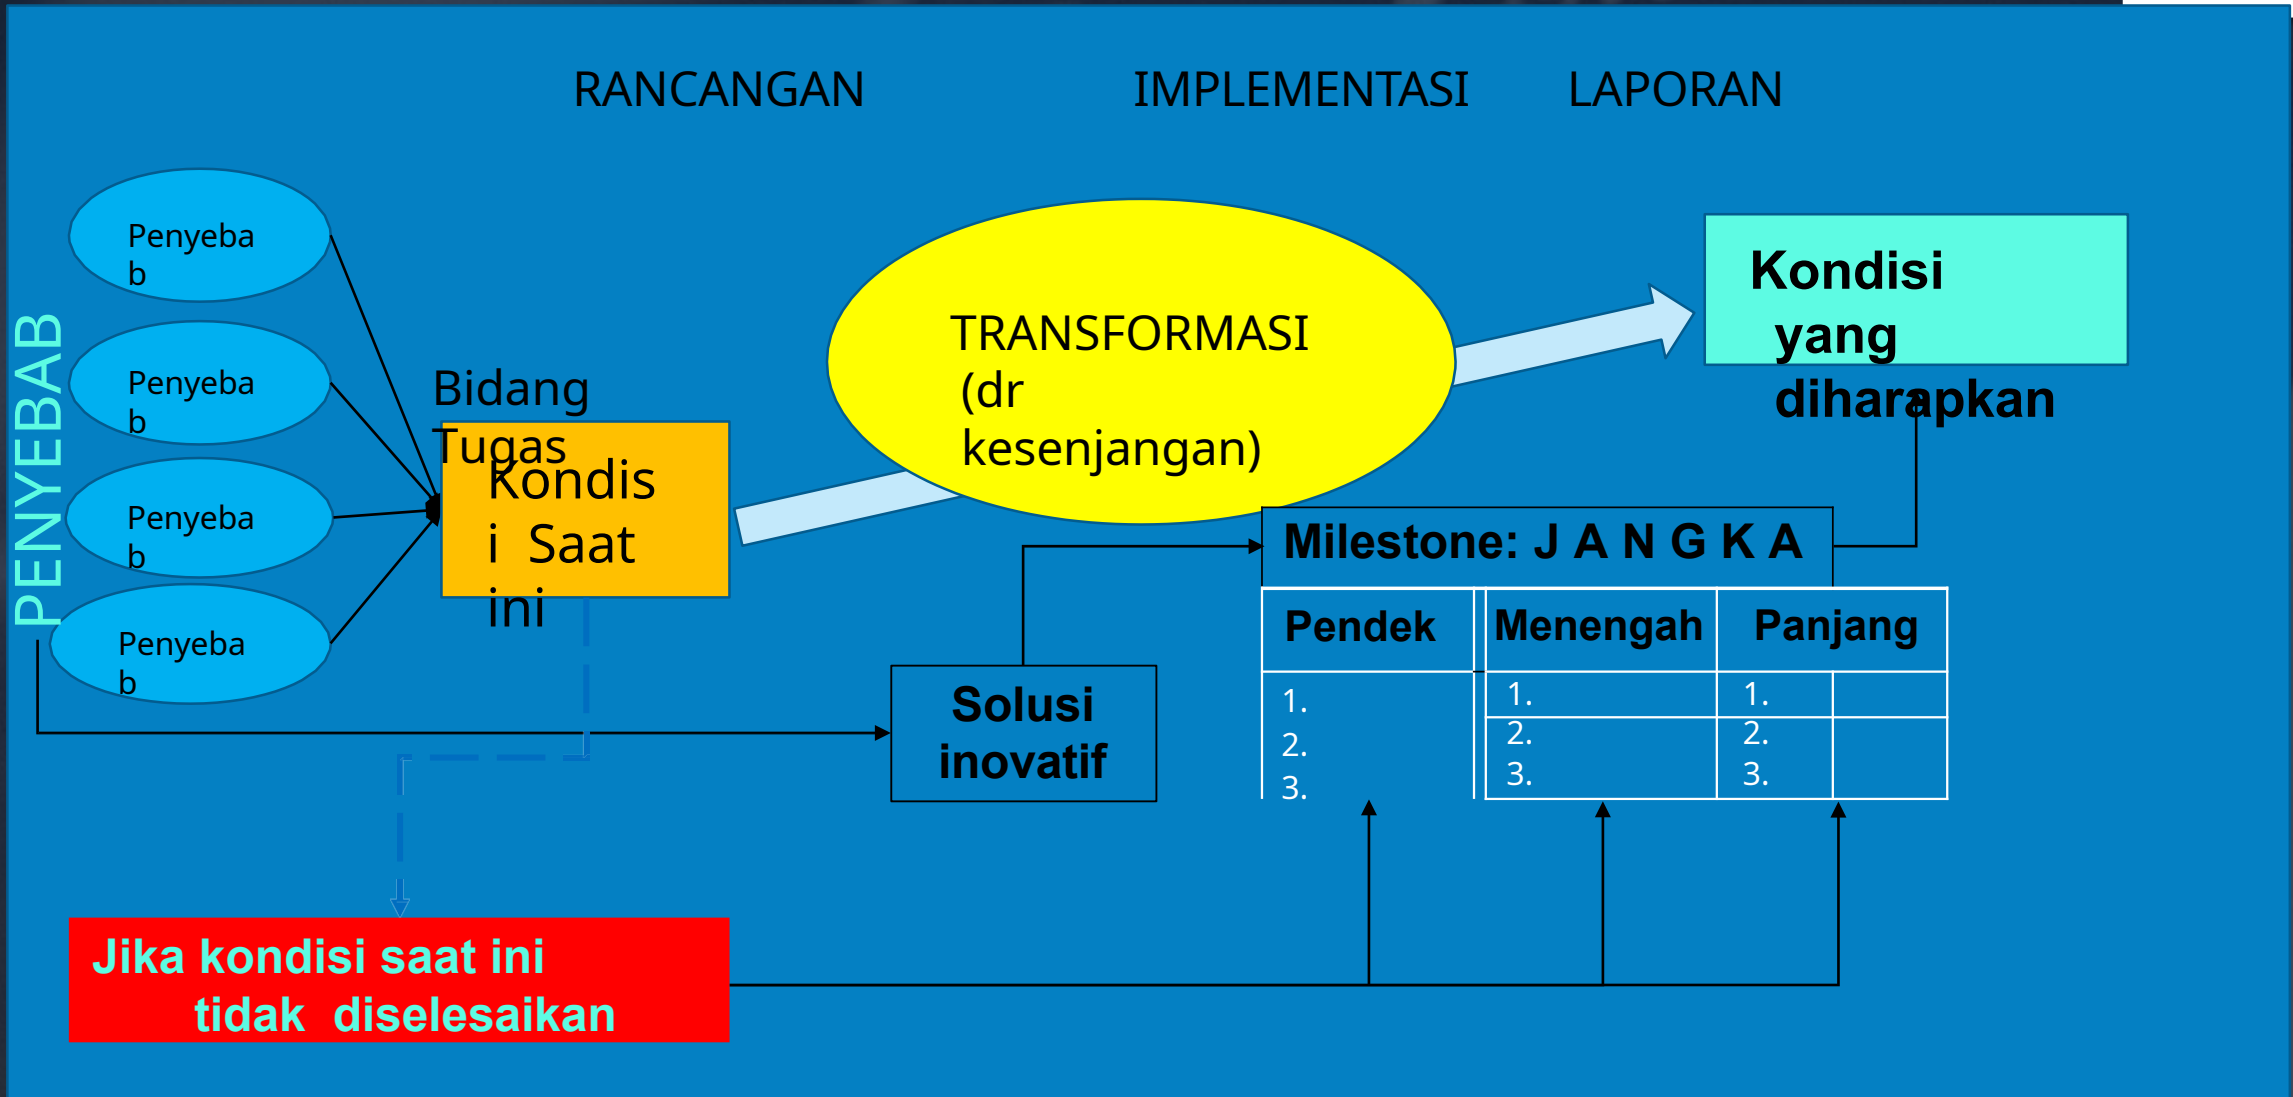 RANCANGAN IMPLEMENTASI LAPORAN
PENYEBAB
Penyeba
b
Penyeba
b
Penyeba
b
Penyeba
b
Bidang
Tugas
Kondis
i Saat
ini
TRANSFORMASI
(dr
kesenjangan)
Kondisi
yang
diharapkan
Milestone: J A N G K A
Pendek Menengah Panjang
1. 1. 1.
2. 2. 2.
3. 3. 3.
Solusi
inovatif
Jika kondisi saat ini
tidak diselesaikan